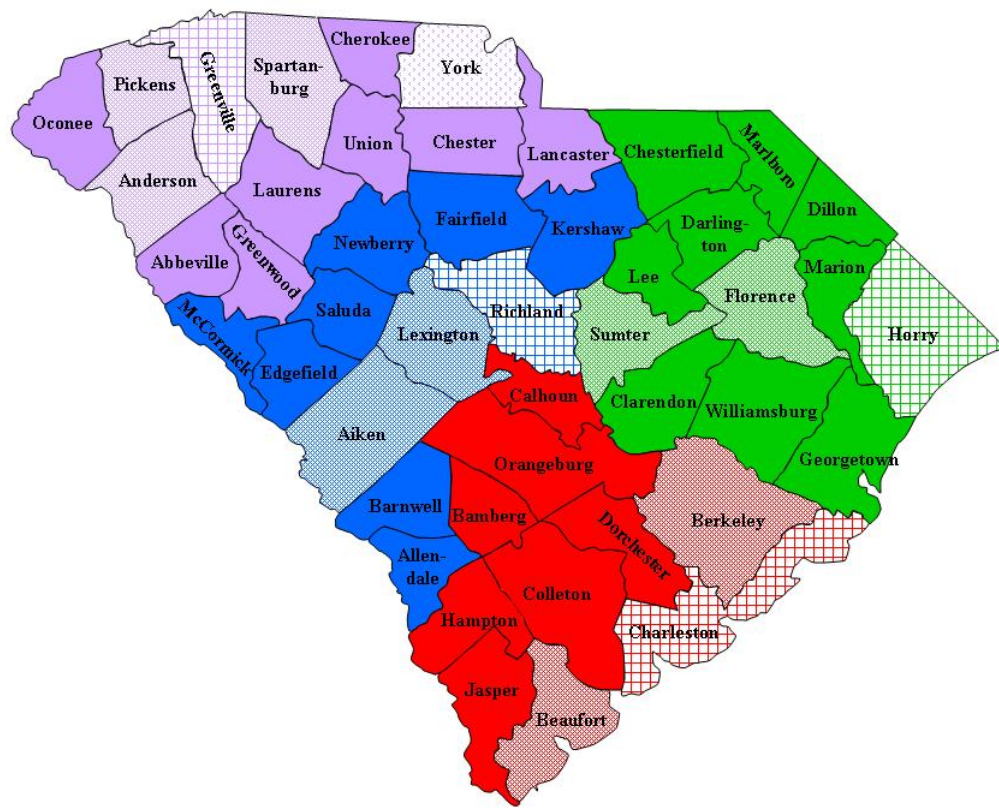 Cherokee
York
Spartan-
burg
Greenville
Pickens
Oconee
Union
Chester
Lancaster
Chesterfield
Marlboro
Anderson
Laurens
Dillon
Fairfield
Kershaw
Darling-
ton
Newberry
Abbeville
Greenwood
Lee
Marion
Florence
Saluda
Richland
Lexington
Sumter
Horry
McCormick
Edgefield
Calhoun
Clarendon
Williamsburg
Aiken
Orangeburg
Georgetown
Barnwell
Bamberg
Berkeley
Dorchester
Allen-
dale
Colleton
Hampton
Charleston
Jasper
Beaufort